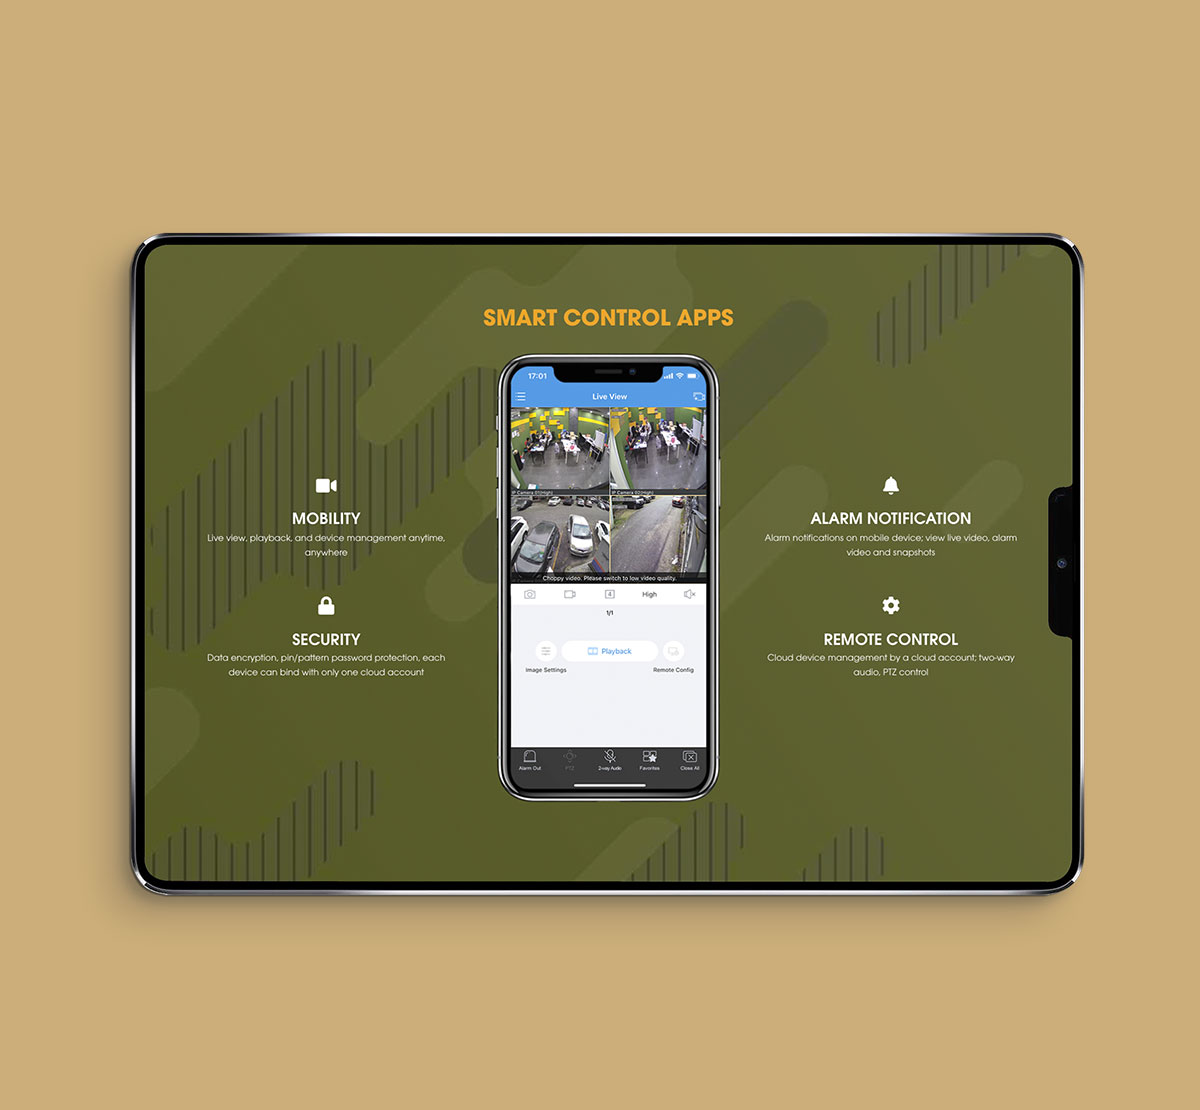 SMART CONTROL APPS
17:01
Live View
IP Camera 01(High)
IP Camera 02(High)
Choppy video. Please switch to low video quality.
4
High
1/1
Playback
Image Settings
Remote Config
Alarm Out
PTZ
2-way Audio
Favorites
Close All
MOBILITY
Live view, playback, and device management anytime,
anywhere
SECURITY
Data encryption, pin/pattern password protection, each
device can bind with only one cloud account
ALARM NOTIFICATION
Alarm notifications on mobile device; view live video, alarm
video and snapshots
REMOTE CONTROL
Cloud device management by a cloud account; two-way
audio, PTZ control